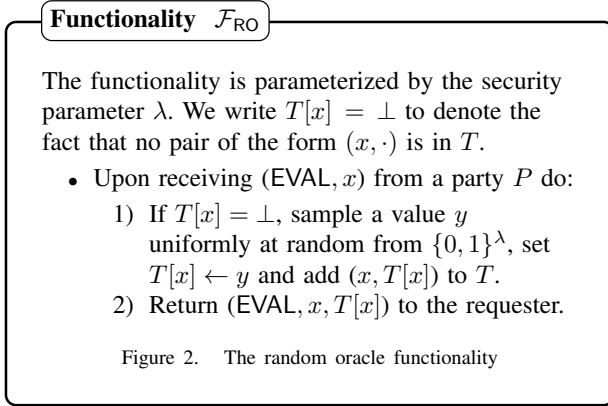 Functionality 𝓕_RO
The functionality is parameterized by the security
parameter λ. We write T[x] = ⊥ to denote the
fact that no pair of the form (x, ·) is in T.
• Upon receiving (EVAL, x) from a party P do:
1) If T[x] = ⊥, sample a value y
uniformly at random from {0, 1}^λ, set
T[x] ← y and add (x, T[x]) to T.
2) Return (EVAL, x, T[x]) to the requester.
Figure 2. The random oracle functionality